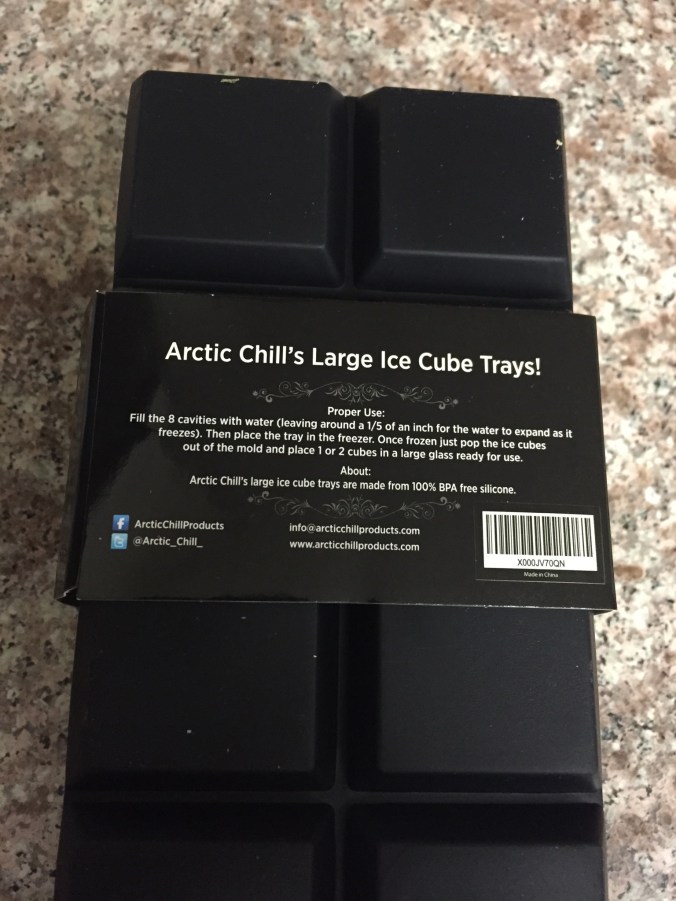 Arctic Chill's Large Ice Cube Trays!
Proper Use:
Fill the 8 cavities with water (leaving around a 1/5 of an inch for the water to expand as it
freezes). Then place the tray in the freezer. Once frozen just pop the ice cubes
out of the mold and place 1 or 2 cubes in a large glass ready for use.
About:
Arctic Chill's large ice cube trays are made from 100% BPA free silicone.
ArcticChillProducts
@Arctic_Chill_
info@arcticchillproducts.com
www.arcticchillproducts.com
X000JV70QN
Made in China